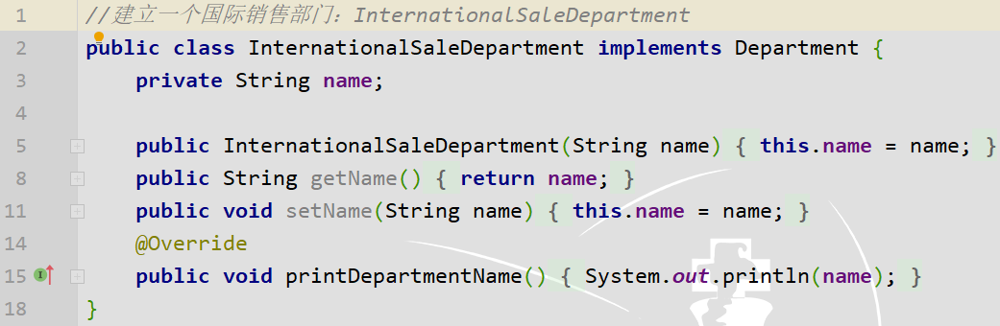 1 //建立一个国际销售部门：InternationalSaleDepartment
2 public class InternationalSaleDepartment implements Department {
3 private String name;
4
5 public InternationalSaleDepartment(String name) { this.name = name; }
8 public String getName() { return name; }
11 public void setName(String name) { this.name = name; }
14 @Override
15 public void printDepartmentName() { System.out.println(name); }
18 }